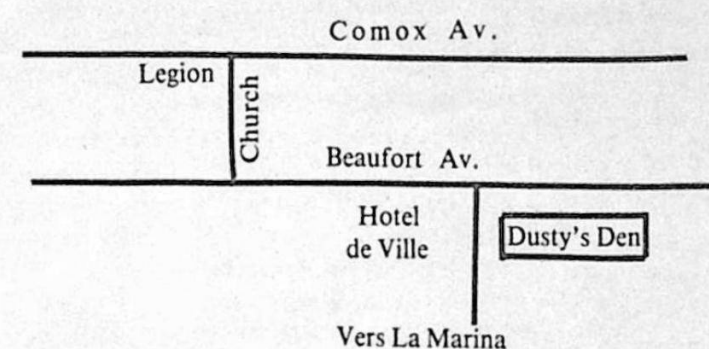 Comox Av.
Legion
Church
Beaufort Av.
Hotel
de Ville
Dusty's Den
Vers La Marina